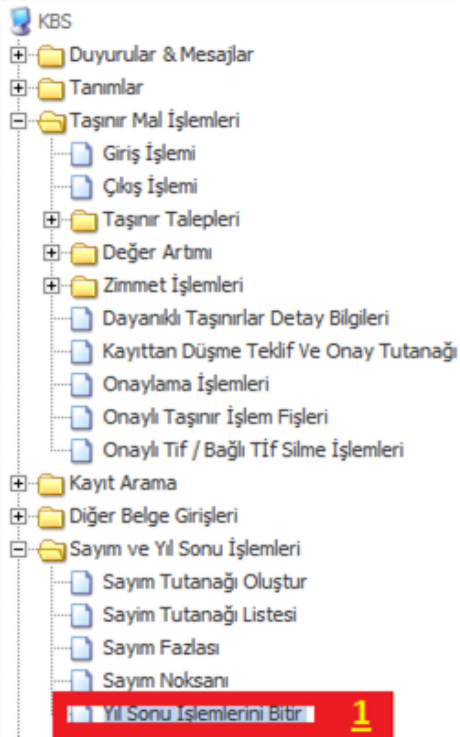 KBS
Duyurular & Mesajlar
Tanımlar
Taşınır Mal İşlemleri
Giriş İşlemi
Çıkış İşlemi
Taşınır Talepleri
Değer Artımı
Zimmet İşlemleri
Dayanıklı Taşınırlar Detay Bilgileri
Kayıttan Düşme Teklif Ve Onay Tutanağı
Onaylama İşlemleri
Onaylı Taşınır İşlem Fişleri
Onaylı Tif / Bağlı Tİf Silme İşlemleri
Kayıt Arama
Diğer Belge Girişleri
Sayım ve Yıl Sonu İşlemleri
Sayım Tutanağı Oluştur
Sayim Tutanağı Listesi
Sayım Fazlası
Sayım Noksanı
Yıl Sonu İşlemlerini Bitir 1